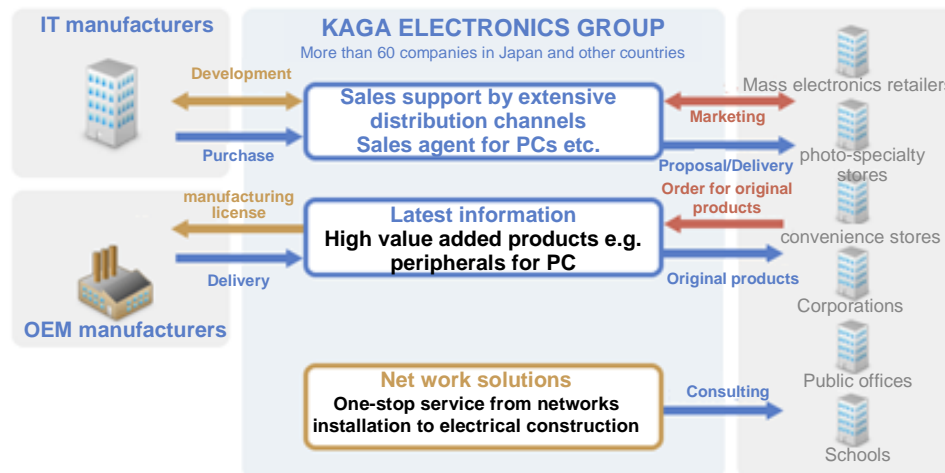 IT manufacturers
KAGA ELECTRONICS GROUP
More than 60 companies in Japan and other countries
Development
Purchase
Sales support by extensive
distribution channels
Sales agent for PCs etc.
Marketing
Proposal/Delivery
Mass electronics retailers
photo-specialty
stores
manufacturing
license
Delivery
OEM manufacturers
Latest information
High value added products e.g.
peripherals for PC
Order for original
products
Original products
convenience stores
Corporations
Net work solutions
One-stop service from networks
installation to electrical construction
Consulting
Public offices
Schools